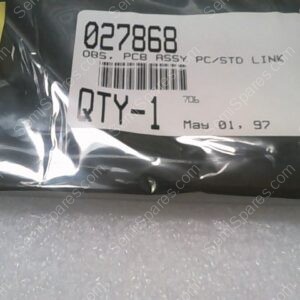 027868
OBS, PCB ASSY PC/STD LINK
QTY-1
706
May 01, 97